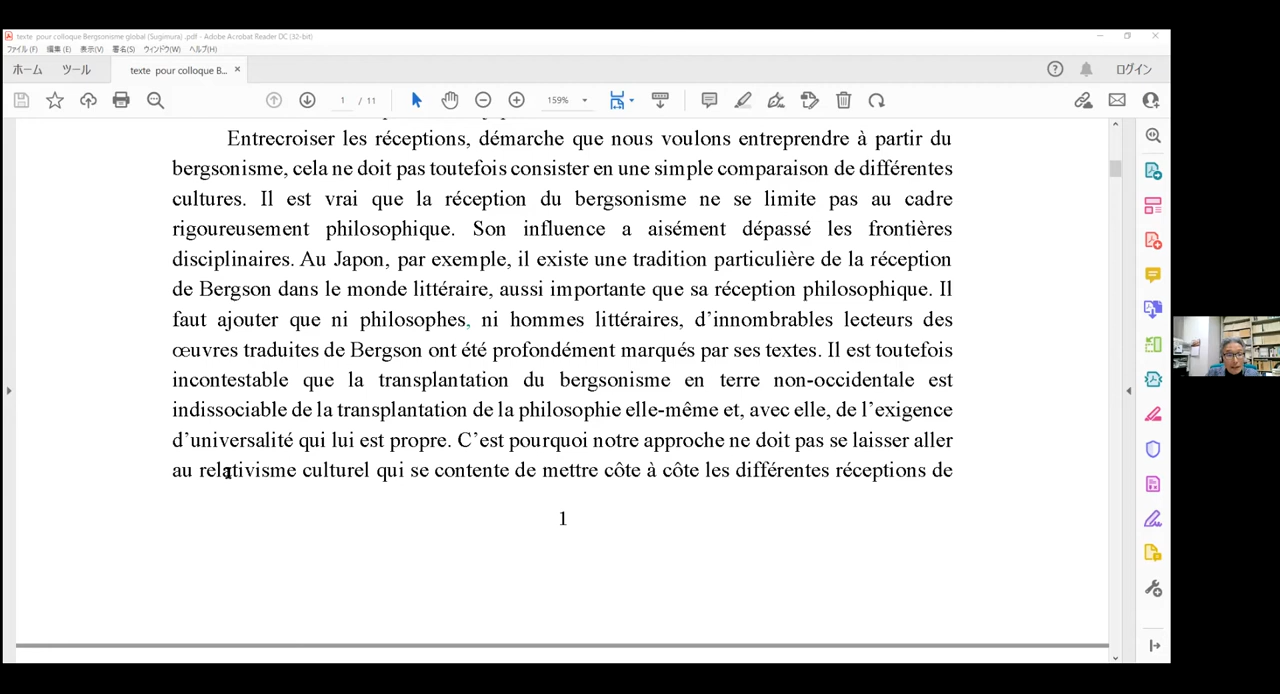 texte pour colloque Bergsonisme global (Sugimura) .pdf - Adobe Acrobat Reader DC (32-bit)
ファイル(F) 編集(E) 表示(V) 署名(S) ウィンドウ(W) ヘルプ(H)
ホーム ツール texte pour colloque B... × ログイン
1 / 11 159%
Entrecroiser les réceptions, démarche que nous voulons entreprendre à partir du
bergsonisme, cela ne doit pas toutefois consister en une simple comparaison de différentes
cultures. Il est vrai que la réception du bergsonisme ne se limite pas au cadre
rigoureusement philosophique. Son influence a aisément dépassé les frontières
disciplinaires. Au Japon, par exemple, il existe une tradition particulière de la réception
de Bergson dans le monde littéraire, aussi importante que sa réception philosophique. Il
faut ajouter que ni philosophes, ni hommes littéraires, d’innombrables lecteurs des
œuvres traduites de Bergson ont été profondément marqués par ses textes. Il est toutefois
incontestable que la transplantation du bergsonisme en terre non-occidentale est
indissociable de la transplantation de la philosophie elle-même et, avec elle, de l’exigence
d’universalité qui lui est propre. C’est pourquoi notre approche ne doit pas se laisser aller
au relativisme culturel qui se contente de mettre côte à côte les différentes réceptions de
1